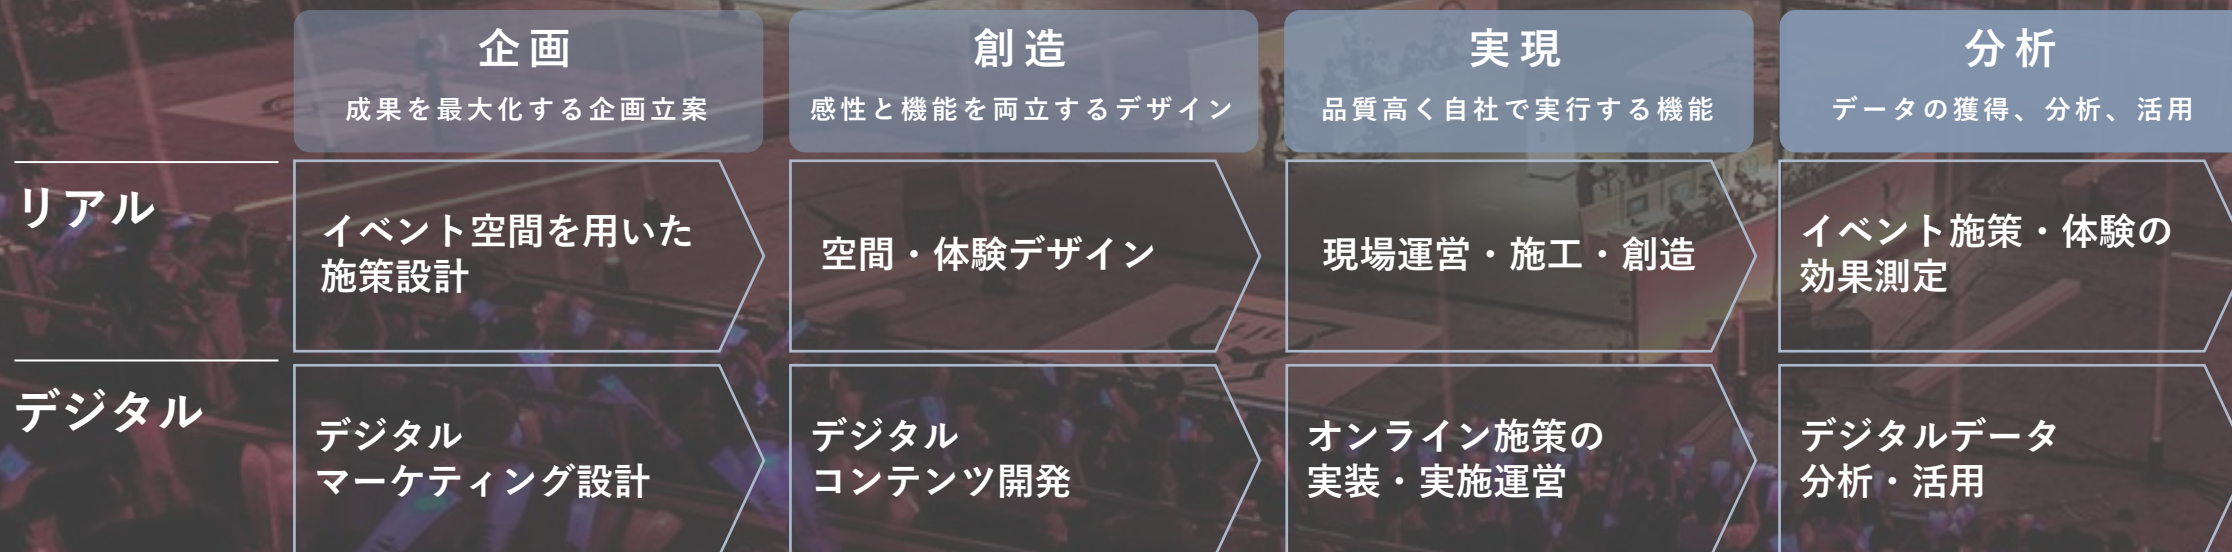 企画
成果を最大化する企画立案
創造
感性と機能を両立するデザイン
実現
品質高く自社で実行する機能
分析
データの獲得、分析、活用
リアル
イベント空間を用いた
施策設計
空間・体験デザイン
現場運営・施工・創造
イベント施策・体験の
効果測定
デジタル
デジタル
マーケティング設計
デジタル
コンテンツ開発
オンライン施策の
実装・実施運営
デジタルデータ
分析・活用